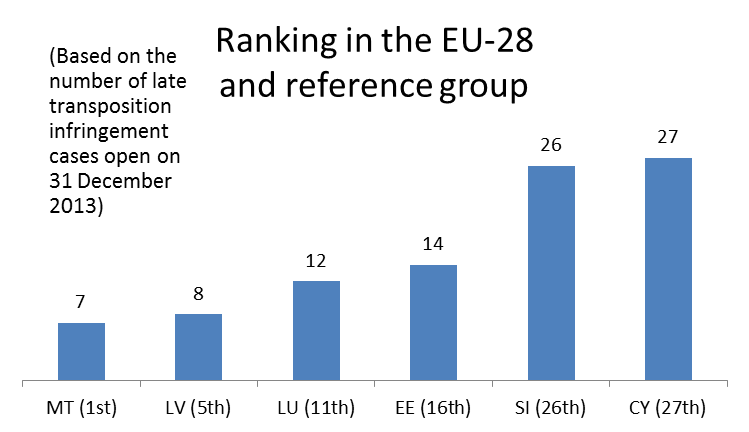 Ranking in the EU-28
and reference group
(Based on the
number of late
transposition
infringement
cases open on
31 December
2013)
7
8
12
14
26
27
MT (1st)
LV (5th)
LU (11th)
EE (16th)
SI (26th)
CY (27th)